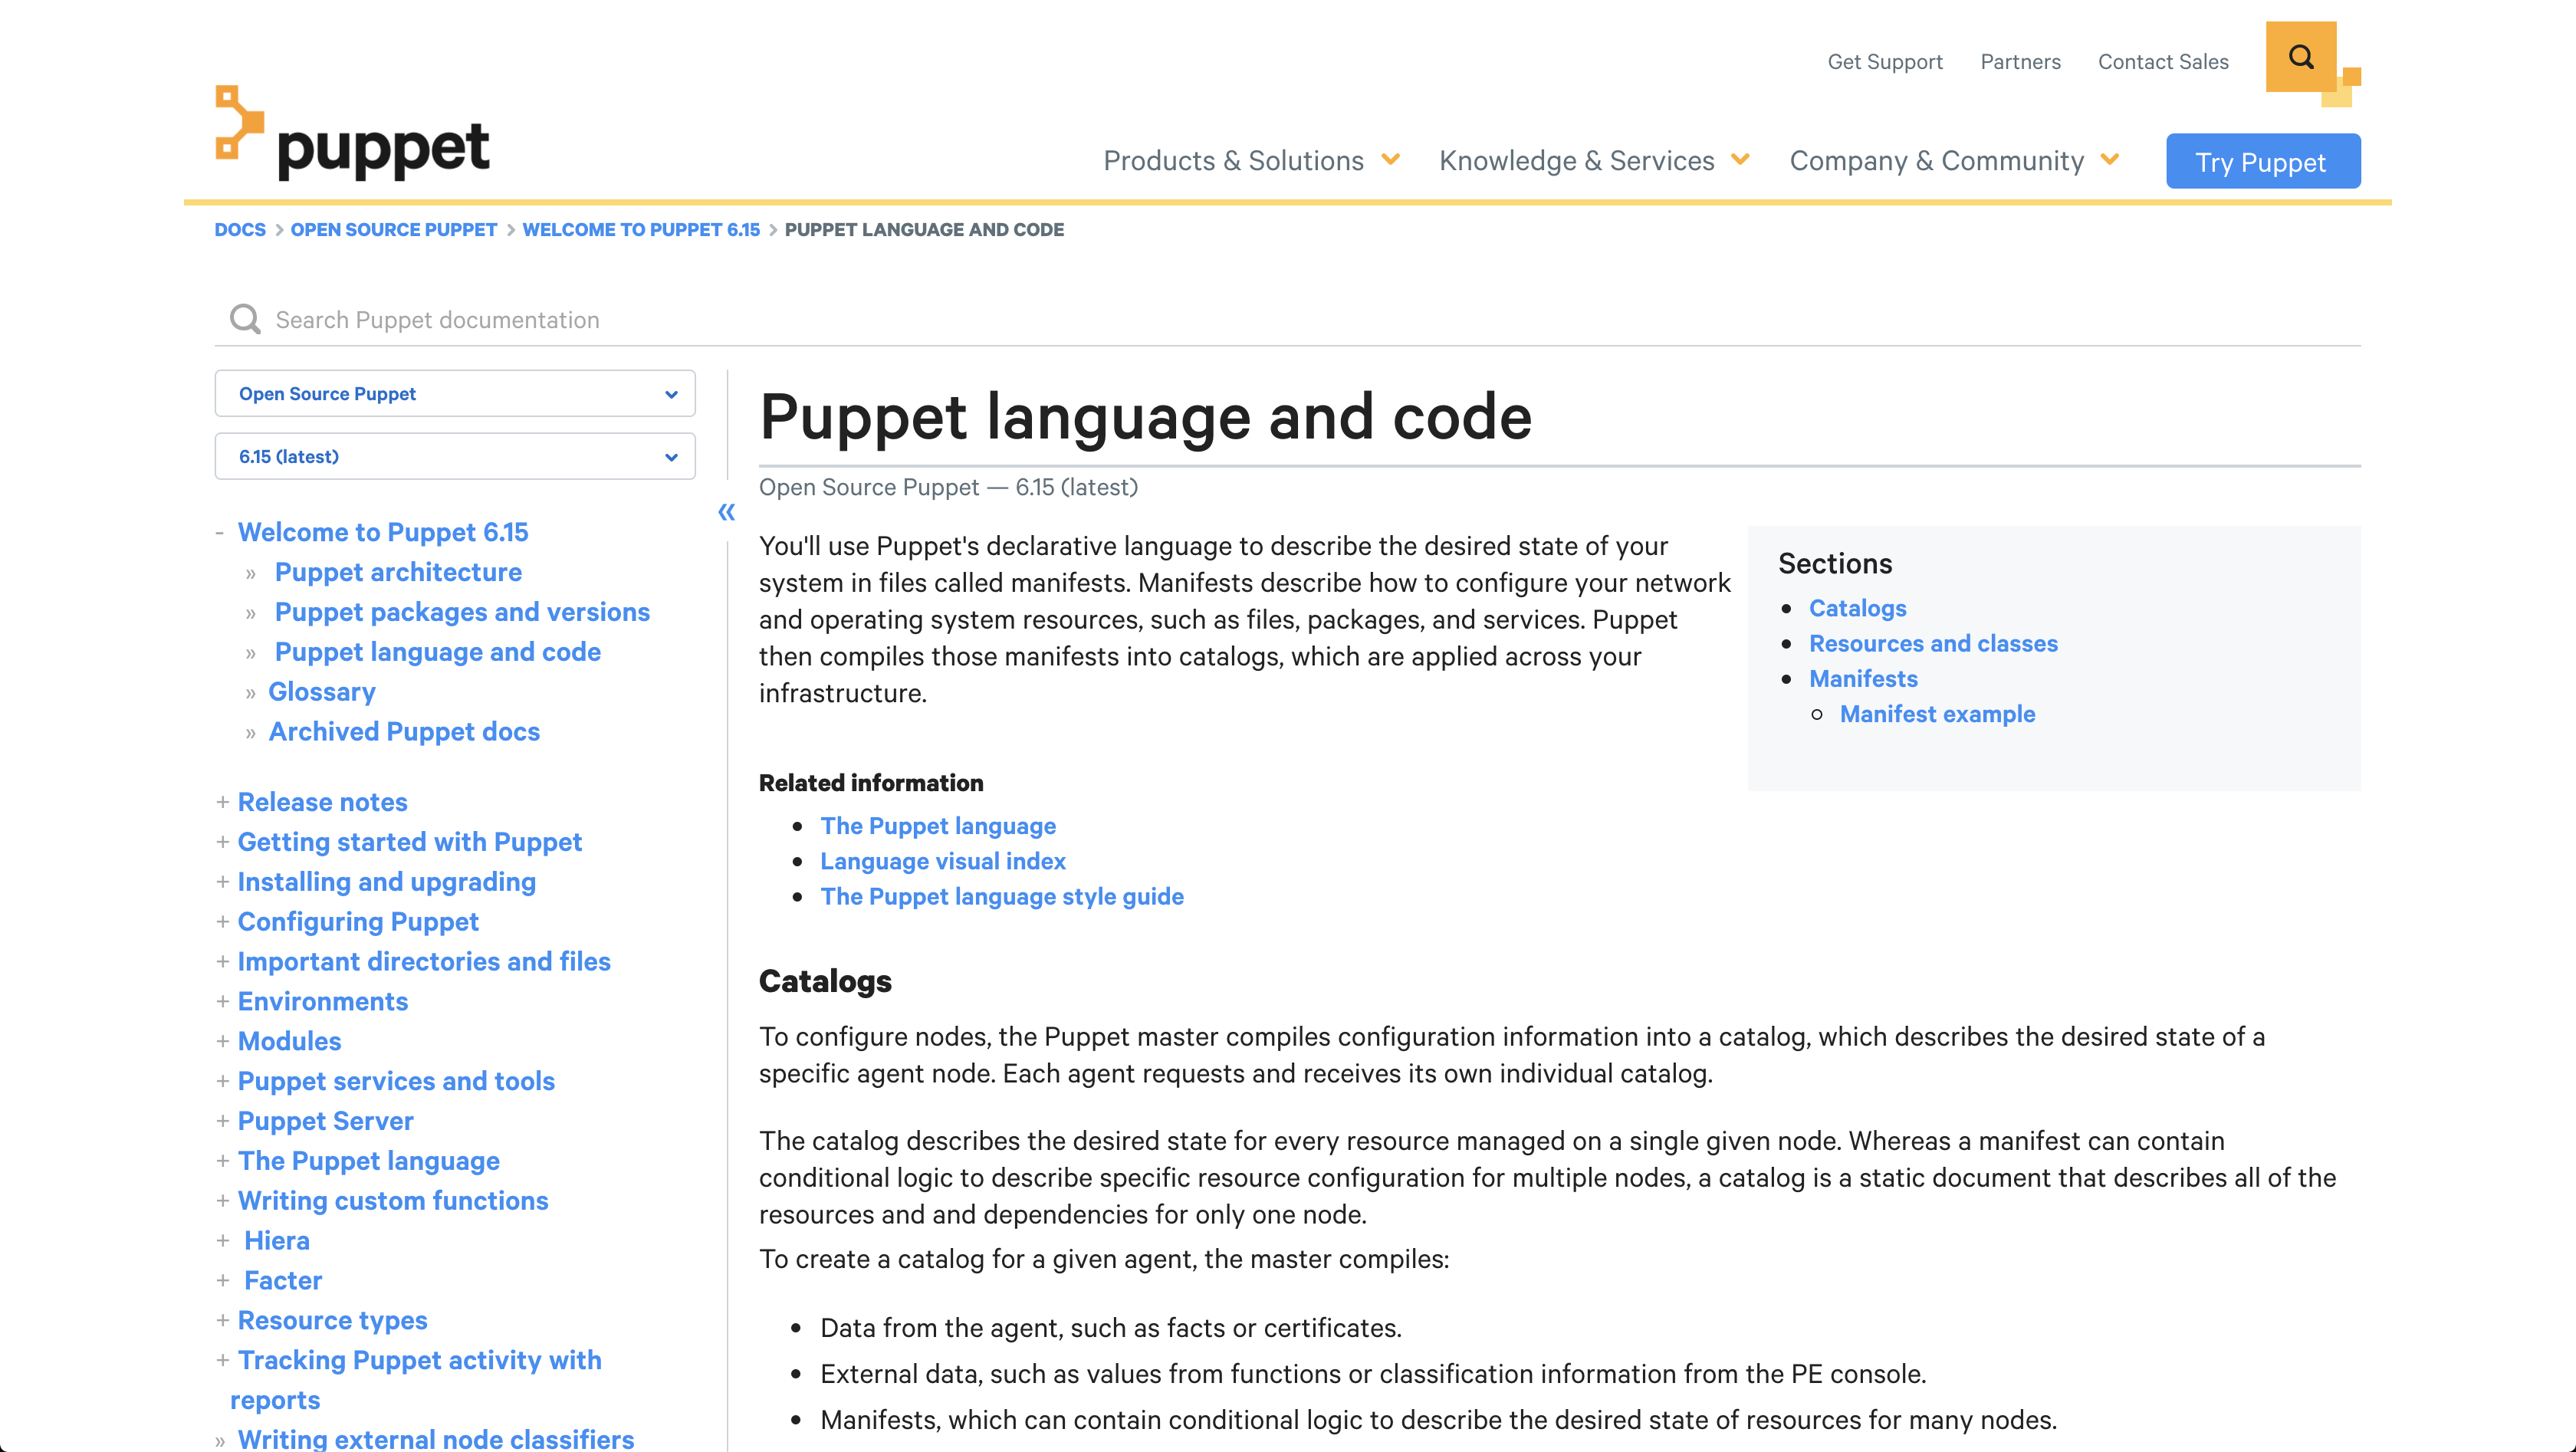 Get Support Partners Contact Sales
puppet
Products & Solutions Knowledge & Services Company & Community Try Puppet
DOCS > OPEN SOURCE PUPPET > WELCOME TO PUPPET 6.15 > PUPPET LANGUAGE AND CODE
Search Puppet documentation
Open Source Puppet
6.15 (latest)
«
- Welcome to Puppet 6.15
» Puppet architecture
» Puppet packages and versions
» Puppet language and code
» Glossary
» Archived Puppet docs
+ Release notes
+ Getting started with Puppet
+ Installing and upgrading
+ Configuring Puppet
+ Important directories and files
+ Environments
+ Modules
+ Puppet services and tools
+ Puppet Server
+ The Puppet language
+ Writing custom functions
+ Hiera
+ Facter
+ Resource types
+ Tracking Puppet activity with
reports
» Writing external node classifiers
Puppet language and code
Open Source Puppet — 6.15 (latest)
You'll use Puppet's declarative language to describe the desired state of your
system in files called manifests. Manifests describe how to configure your network
and operating system resources, such as files, packages, and services. Puppet
then compiles those manifests into catalogs, which are applied across your
infrastructure.
Sections
• Catalogs
• Resources and classes
• Manifests
○ Manifest example
Related information
• The Puppet language
• Language visual index
• The Puppet language style guide
Catalogs
To configure nodes, the Puppet master compiles configuration information into a catalog, which describes the desired state of a
specific agent node. Each agent requests and receives its own individual catalog.
The catalog describes the desired state for every resource managed on a single given node. Whereas a manifest can contain
conditional logic to describe specific resource configuration for multiple nodes, a catalog is a static document that describes all of the
resources and and dependencies for only one node.
To create a catalog for a given agent, the master compiles:
• Data from the agent, such as facts or certificates.
• External data, such as values from functions or classification information from the PE console.
• Manifests, which can contain conditional logic to describe the desired state of resources for many nodes.